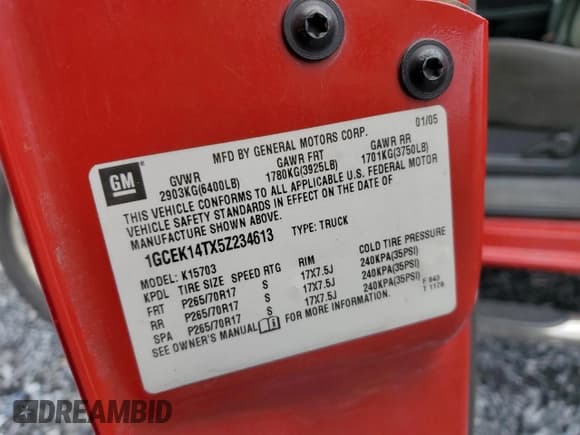 MFD BY GENERAL MOTORS CORP. 01/05
GM
GVWR GAWR FRT GAWR RR
2903KG(6400LB) 1780KG(3925LB) 1701KG(3750LB)
THIS VEHICLE CONFORMS TO ALL APPLICABLE U.S. FEDERAL MOTOR
VEHICLE SAFETY STANDARDS IN EFFECT ON THE DATE OF
MANUFACTURE SHOWN ABOVE.
1GCEK14TX5Z234613 TYPE: TRUCK
MODEL: K15703
KPDL TIRE SIZE SPEED RTG RIM COLD TIRE PRESSURE
FRT P265/70R17 S 17X7.5J 240KPA(35PSI)
RR P265/70R17 S 17X7.5J 240KPA(35PSI)
SPA P265/70R17 S 17X7.5J 240KPA(35PSI)
SEE OWNER'S MANUAL FOR MORE INFORMATION.
F 843
T 1178
DREAMBID